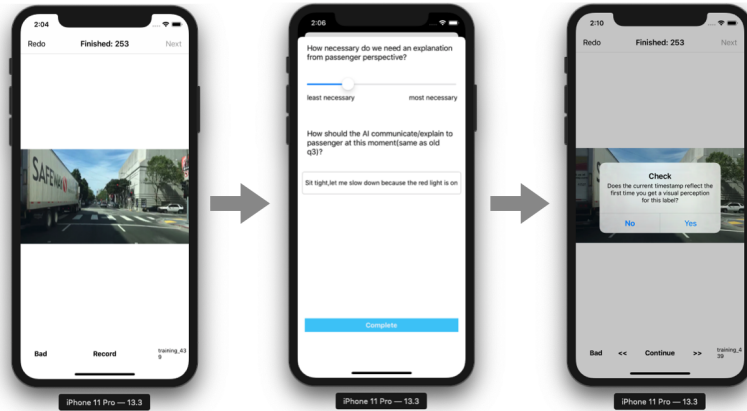 2:04
Redo
Finished: 253
Next
SAFEWAY
Bad
Record
training_43
9
iPhone 11 Pro — 13.3
2:06
How necessary do we need an explanation
from passenger perspective?
least necessary
most necessary
How should the AI communicate/explain to
passenger at this moment(same as old
q3)?
Sit tight,let me slow down because the red light is on
Complete
iPhone 11 Pro — 13.3
2:10
Redo
Finished: 253
Next
Check
Does the current timestamp reflect the
first time you get a visual perception
for this label?
No
Yes
Bad
<<
Continue
>>
training_4
39
iPhone 11 Pro — 13.3